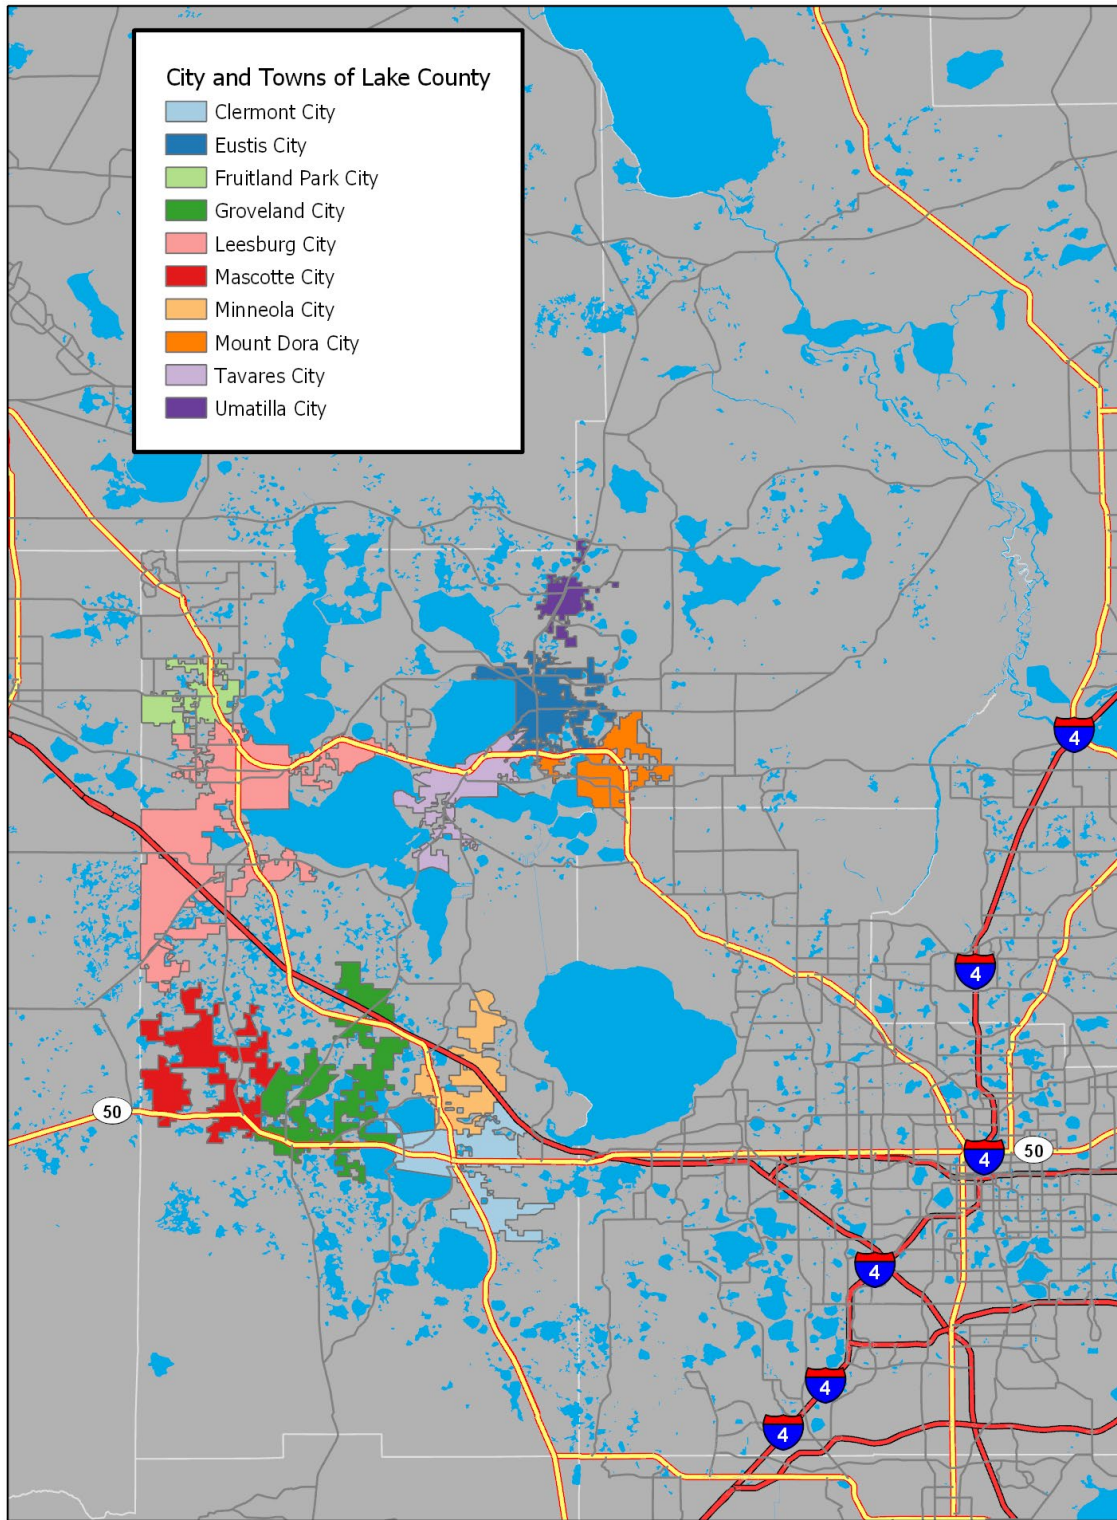 City and Towns of Lake County
Clermont City
Eustis City
Fruitland Park City
Groveland City
Leesburg City
Mascotte City
Minneola City
Mount Dora City
Tavares City
Umatilla City
4
4
50
50
4
4
4
4